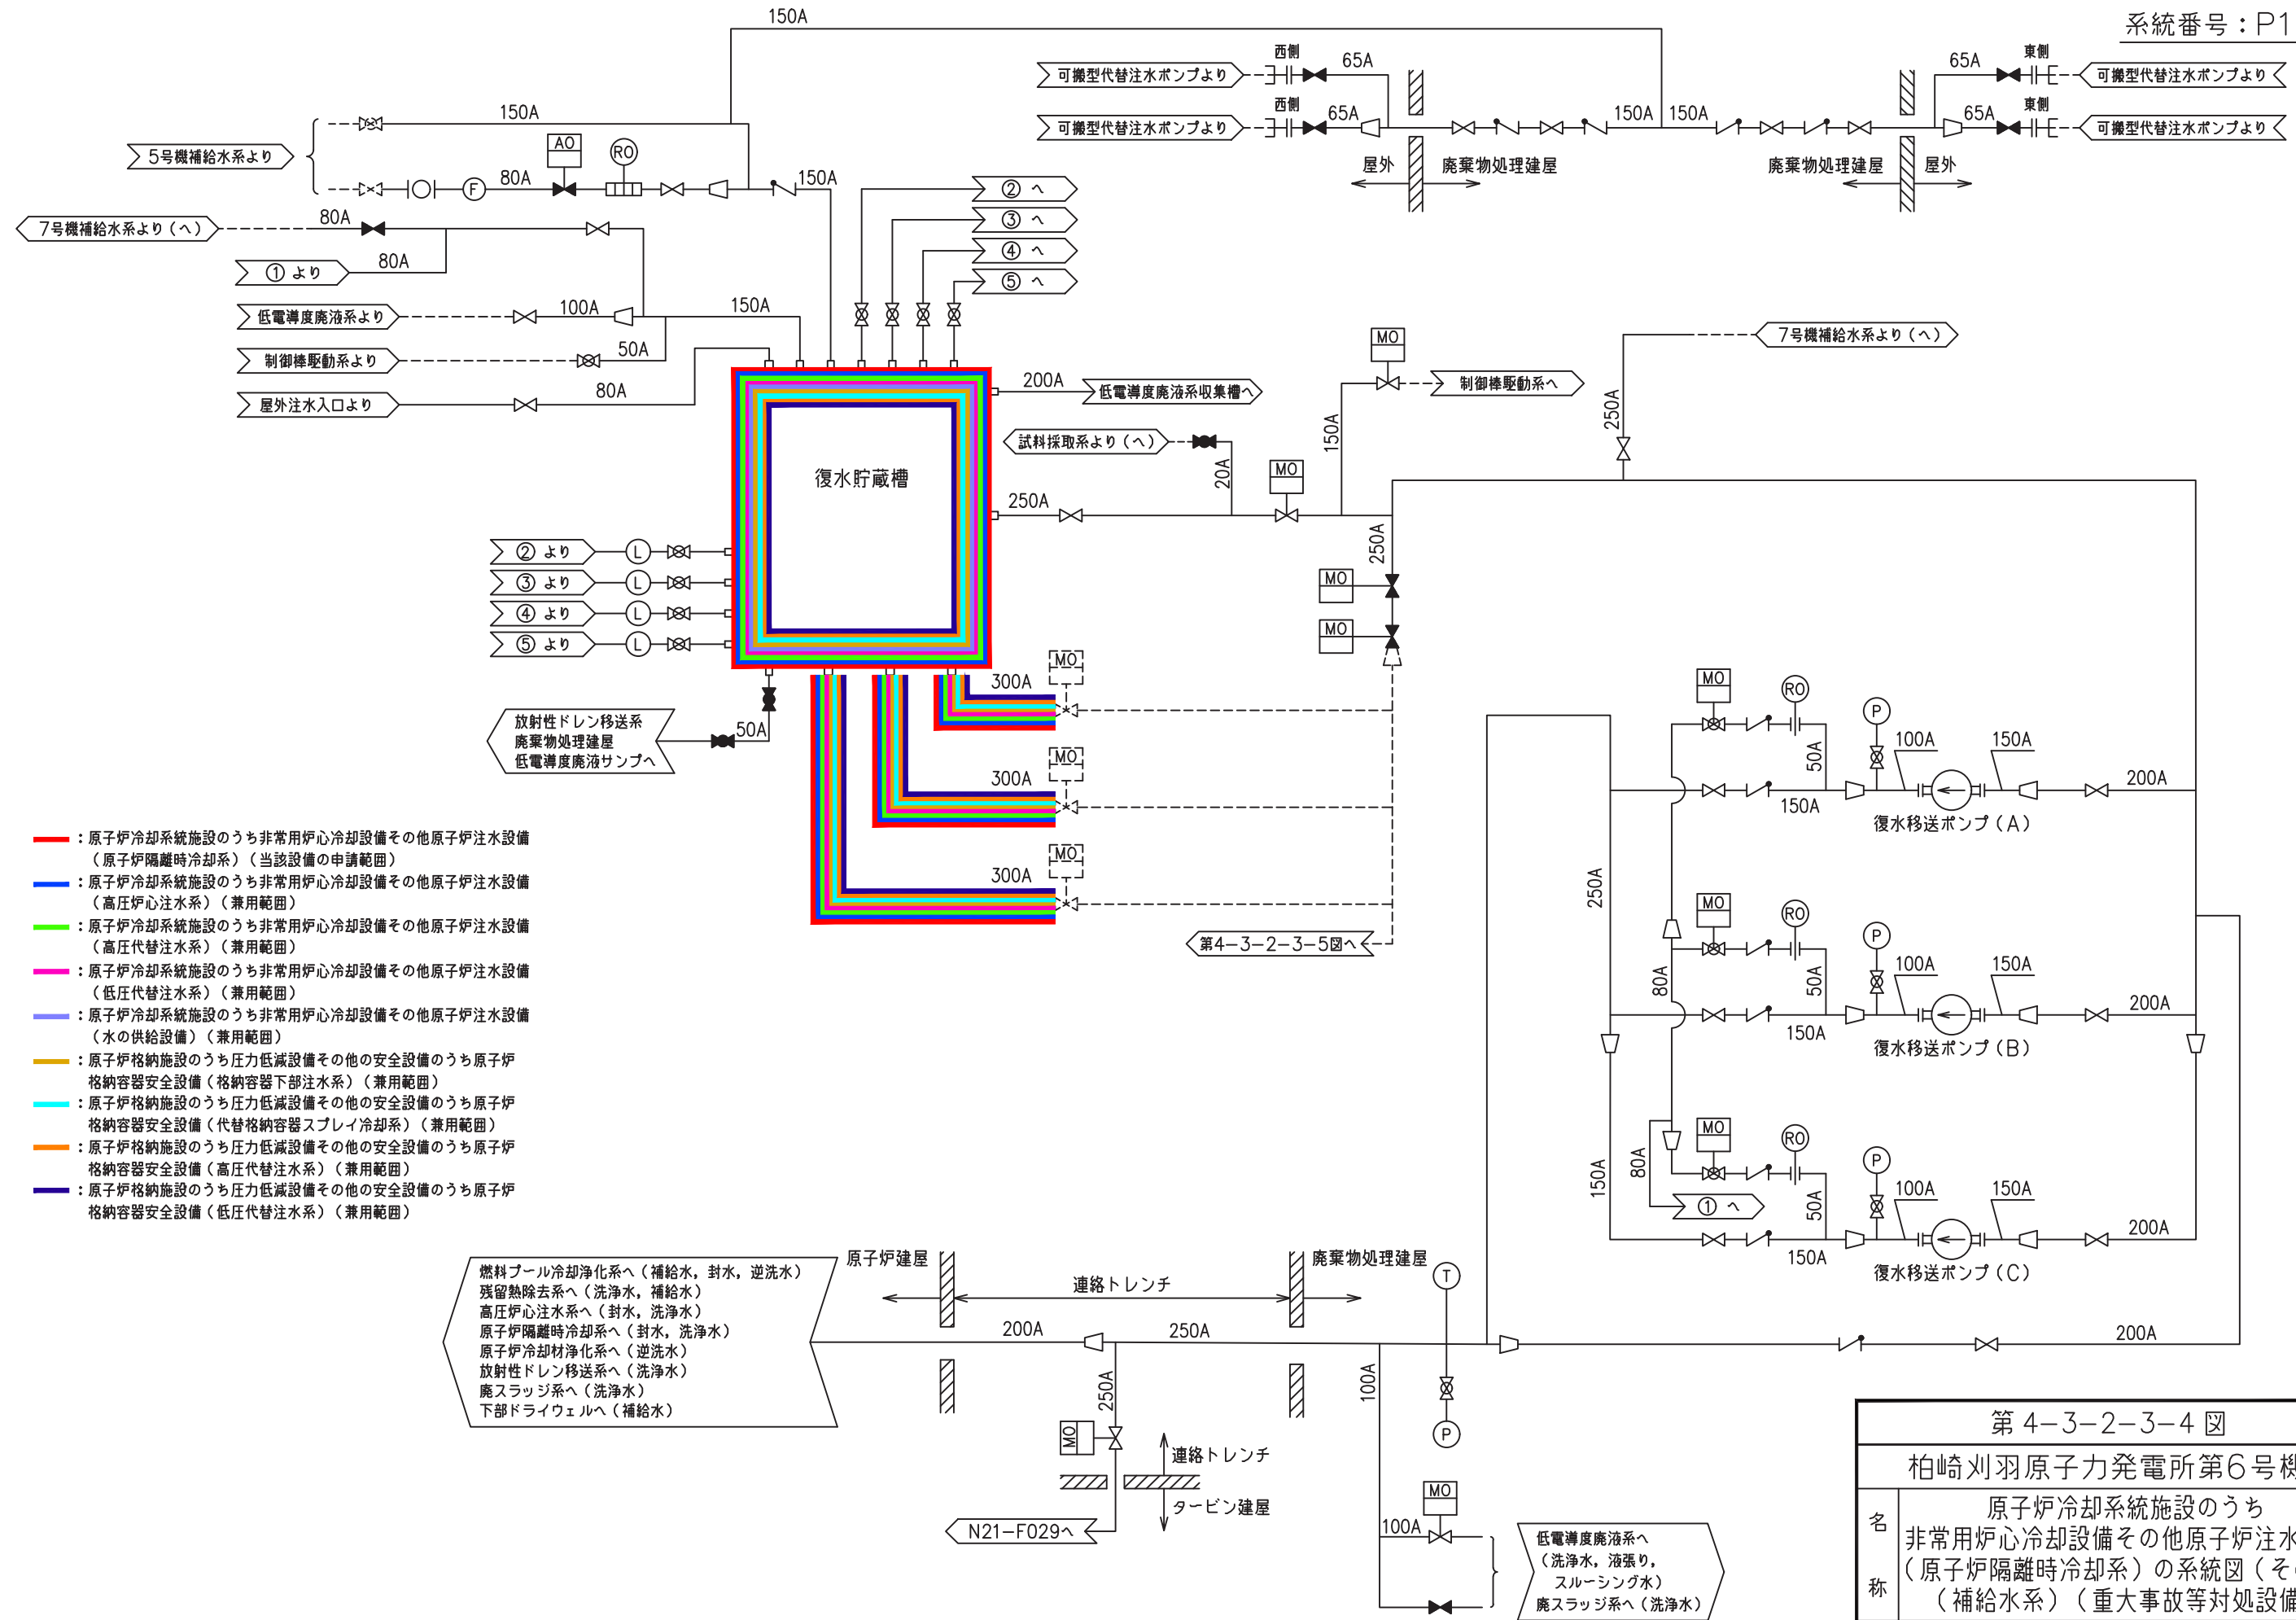 系統番号：P1
150A
150A
5号機補給水系より
AO
RO
F
80A
150A
7号機補給水系より（へ）
80A
① より
80A
低電導度廃液系より
100A
150A
制御棒駆動系より
50A
屋外注水入口より
80A
② へ
③ へ
④ へ
⑤ へ
可搬型代替注水ポンプより
西側
65A
可搬型代替注水ポンプより
西側
65A
屋外
廃棄物処理建屋
150A
150A
廃棄物処理建屋
屋外
65A
東側
可搬型代替注水ポンプより
65A
東側
可搬型代替注水ポンプより
復水貯蔵槽
200A
低電導度廃液系収集槽へ
試料採取系より（へ）
20A
250A
MO
150A
MO
制御棒駆動系へ
250A
7号機補給水系より（へ）
250A
MO
MO
② より
L
③ より
L
④ より
L
⑤ より
L
放射性ドレン移送系
廃棄物処理建屋
低電導度廃液サンプへ
50A
300A
MO
300A
MO
300A
MO
第4-3-2-3-5図へ
MO
RO
P
50A
100A
150A
200A
150A
復水移送ポンプ（A）
250A
80A
MO
RO
P
50A
100A
150A
200A
150A
復水移送ポンプ（B）
150A
80A
MO
RO
P
50A
100A
150A
200A
① へ
150A
復水移送ポンプ（C）
：原子炉冷却系統施設のうち非常用炉心冷却設備その他原子炉注水設備
（原子炉隔離時冷却系）（当該設備の申請範囲）
：原子炉冷却系統施設のうち非常用炉心冷却設備その他原子炉注水設備
（高圧炉心注水系）（兼用範囲）
：原子炉冷却系統施設のうち非常用炉心冷却設備その他原子炉注水設備
（高圧代替注水系）（兼用範囲）
：原子炉冷却系統施設のうち非常用炉心冷却設備その他原子炉注水設備
（低圧代替注水系）（兼用範囲）
：原子炉冷却系統施設のうち非常用炉心冷却設備その他原子炉注水設備
（水の供給設備）（兼用範囲）
：原子炉格納施設のうち圧力低減設備その他の安全設備のうち原子炉
格納容器安全設備（格納容器下部注水系）（兼用範囲）
：原子炉格納施設のうち圧力低減設備その他の安全設備のうち原子炉
格納容器安全設備（代替格納容器スプレイ冷却系）（兼用範囲）
：原子炉格納施設のうち圧力低減設備その他の安全設備のうち原子炉
格納容器安全設備（高圧代替注水系）（兼用範囲）
：原子炉格納施設のうち圧力低減設備その他の安全設備のうち原子炉
格納容器安全設備（低圧代替注水系）（兼用範囲）
燃料プール冷却浄化系へ（補給水，封水，逆洗水）
残留熱除去系へ（洗浄水，補給水）
高圧炉心注水系へ（封水，洗浄水）
原子炉隔離時冷却系へ（封水，洗浄水）
原子炉冷却材浄化系へ（逆洗水）
放射性ドレン移送系へ（洗浄水）
廃スラッジ系へ（洗浄水）
下部ドライウェルへ（補給水）
原子炉建屋
連絡トレンチ
廃棄物処理建屋
200A
250A
T
P
200A
250A
MO
連絡トレンチ
タービン建屋
N21-F029へ
100A
MO
100A
低電導度廃液系へ
（洗浄水，液張り，
スルーシング水）
廃スラッジ系へ（洗浄水）
第 4-3-2-3-4 図
柏崎刈羽原子力発電所第6号機
名称
原子炉冷却系統施設のうち
非常用炉心冷却設備その他原子炉注水
（原子炉隔離時冷却系）の系統図（その
（補給水系）（重大事故等対処設備